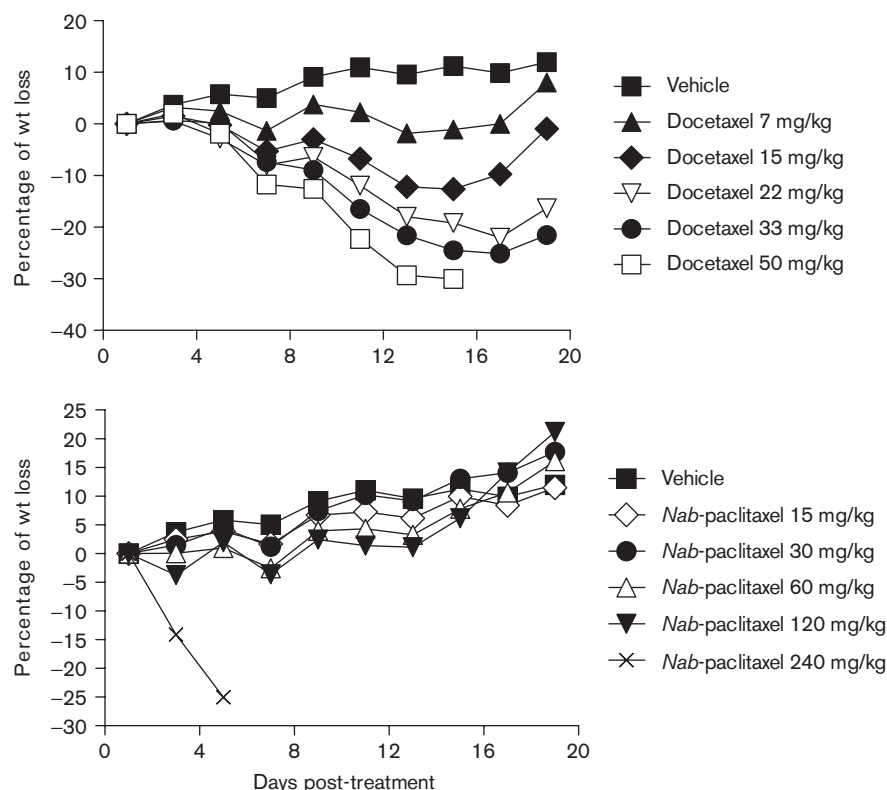 20
10
0
−10
−20
−30
−40
Percentage of wt loss
0 4 8 12 16 20
Vehicle
Docetaxel 7 mg/kg
Docetaxel 15 mg/kg
Docetaxel 22 mg/kg
Docetaxel 33 mg/kg
Docetaxel 50 mg/kg
25
20
15
10
5
0
−5
−10
−15
−20
−25
−30
Percentage of wt loss
0 4 8 12 16 20
Days post-treatment
Vehicle
Nab-paclitaxel 15 mg/kg
Nab-paclitaxel 30 mg/kg
Nab-paclitaxel 60 mg/kg
Nab-paclitaxel 120 mg/kg
Nab-paclitaxel 240 mg/kg